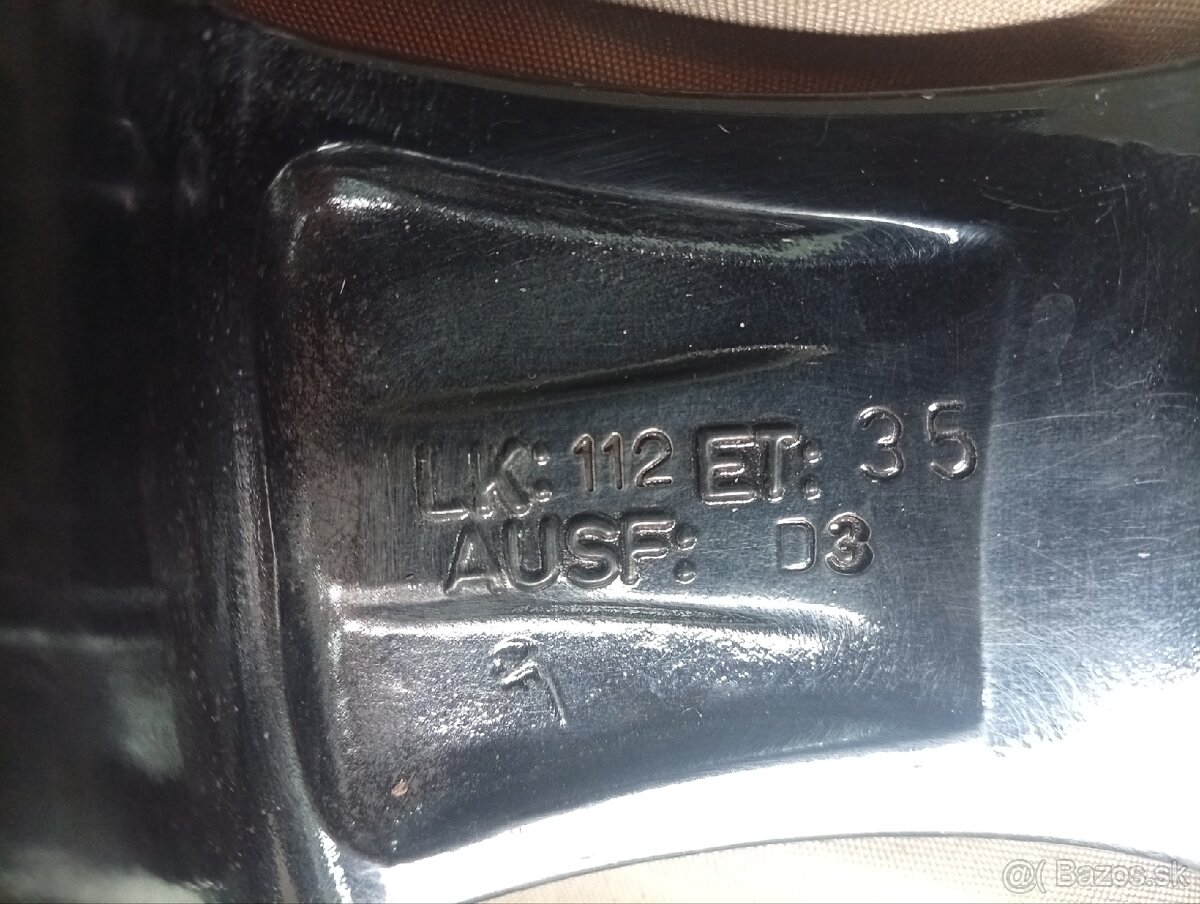 LK: 112 ET: 35
AUSF: D3
@( Bazos.sk